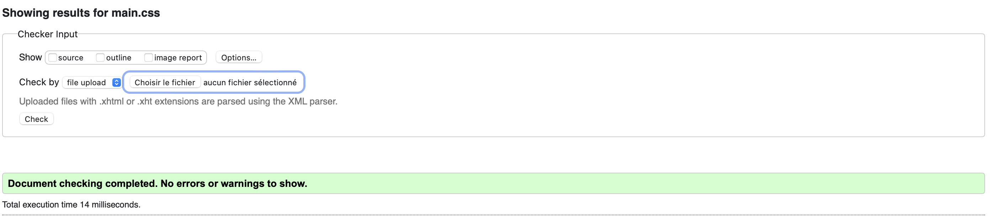 Showing results for main.css
Checker Input
Show source outline image report Options...
Check by file upload Choisir le fichier aucun fichier sélectionné
Uploaded files with .xhtml or .xht extensions are parsed using the XML parser.
Check
Document checking completed. No errors or warnings to show.
Total execution time 14 milliseconds.